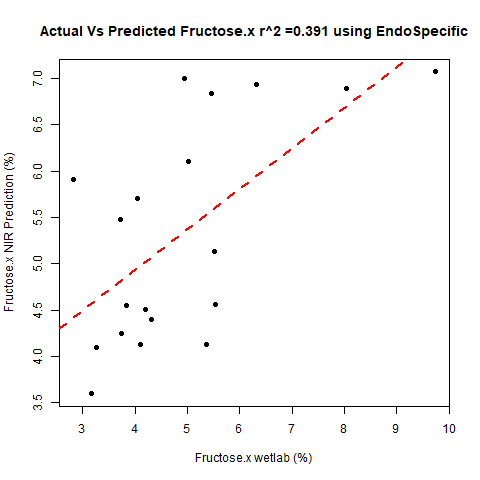 Actual Vs Predicted Fructose.x r^2 =0.391 using EndoSpecific
Fructose.x NIR Prediction (%)
7.0
6.5
6.0
5.5
5.0
4.5
4.0
3.5
3 4 5 6 7 8 9 10
Fructose.x wetlab (%)